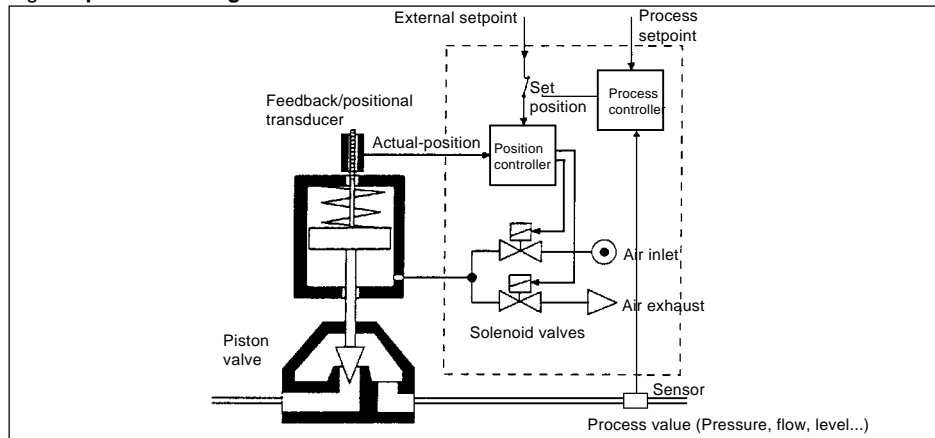 External setpoint
Process
setpoint
Set
position
Process
controller
Feedback/positional
transducer
Actual-position
Position
controller
Air inlet
Air exhaust
Solenoid valves
Piston
valve
Sensor
Process value (Pressure, flow, level...)